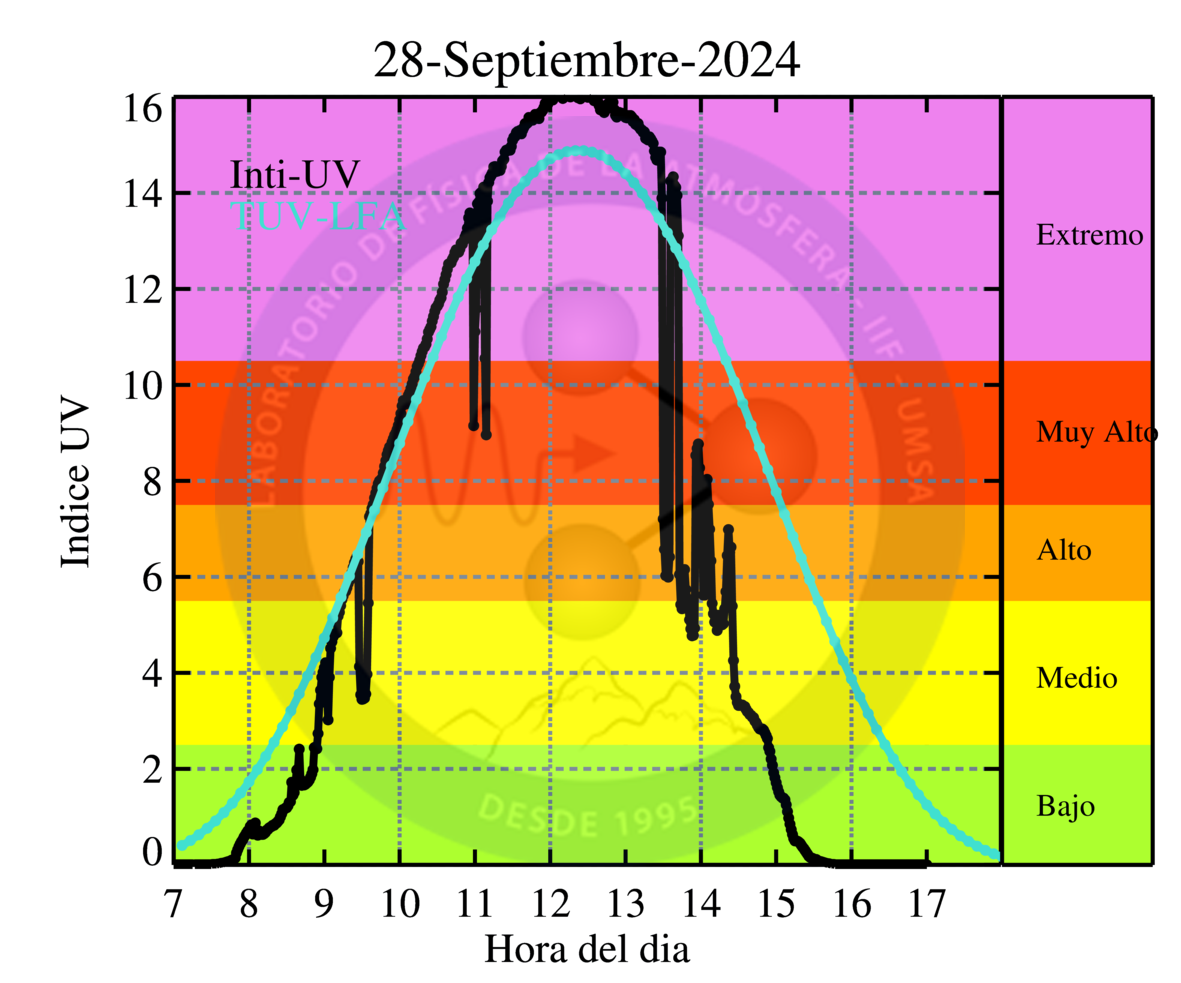 28-Septiembre-2024
16
14
12
10
8
6
4
2
0
Indice UV
Inti-UV
TUV-LFA
LABORATORIO DE FÍSICA DE LA ATMÓSFERA - IIF - UMSA
DESDE 1995
Extremo
Muy Alto
Alto
Medio
Bajo
7 8 9 10 11 12 13 14 15 16 17
Hora del dia